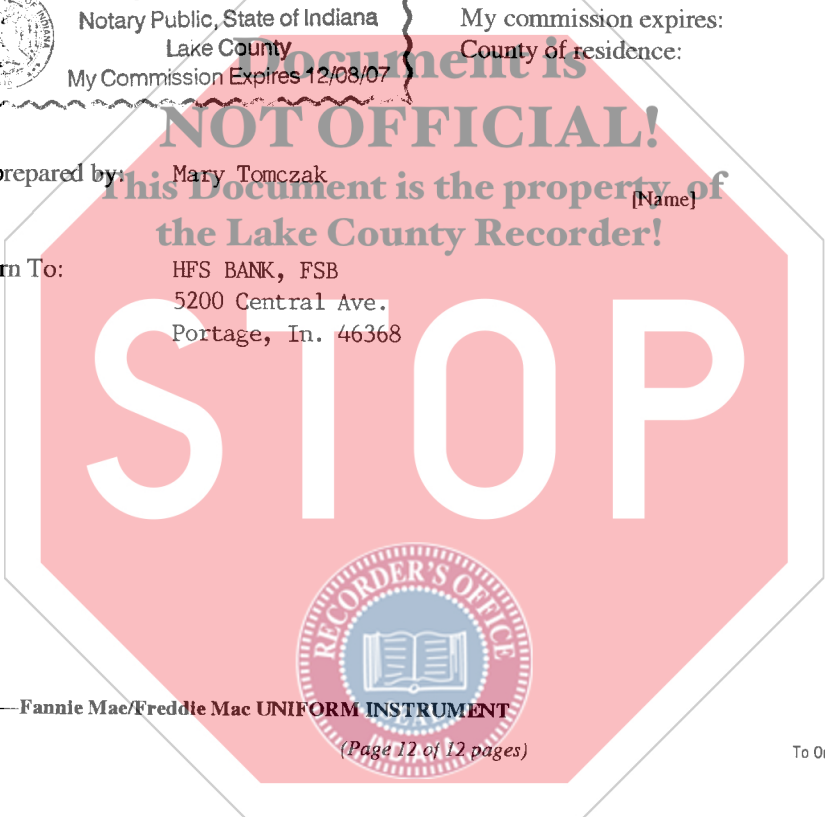 Notary Public, State of Indiana
Lake County
My Commission Expires 12/08/07
My commission expires:
County of residence:
Document is
NOT OFFICIAL!
prepared by: Mary Tomczak
This Document is the property of
[Name]
the Lake County Recorder!
rn To: HFS BANK, FSB
5200 Central Ave.
Portage, In. 46368
STOP
RECORDER'S OFFICE
—Fannie Mae/Freddie Mac UNIFORM INSTRUMENT
SEAL
INDIANA
(Page 12 of 12 pages)
To O